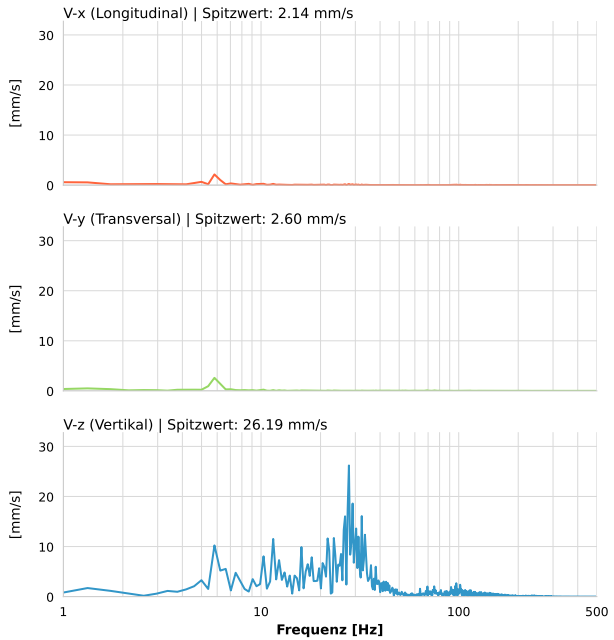 V-x (Longitudinal) | Spitzwert: 2.14 mm/s
30
20
10
0
[mm/s]
V-y (Transversal) | Spitzwert: 2.60 mm/s
30
20
10
0
[mm/s]
V-z (Vertikal) | Spitzwert: 26.19 mm/s
30
20
10
0
[mm/s]
1 10 100 500
Frequenz [Hz]